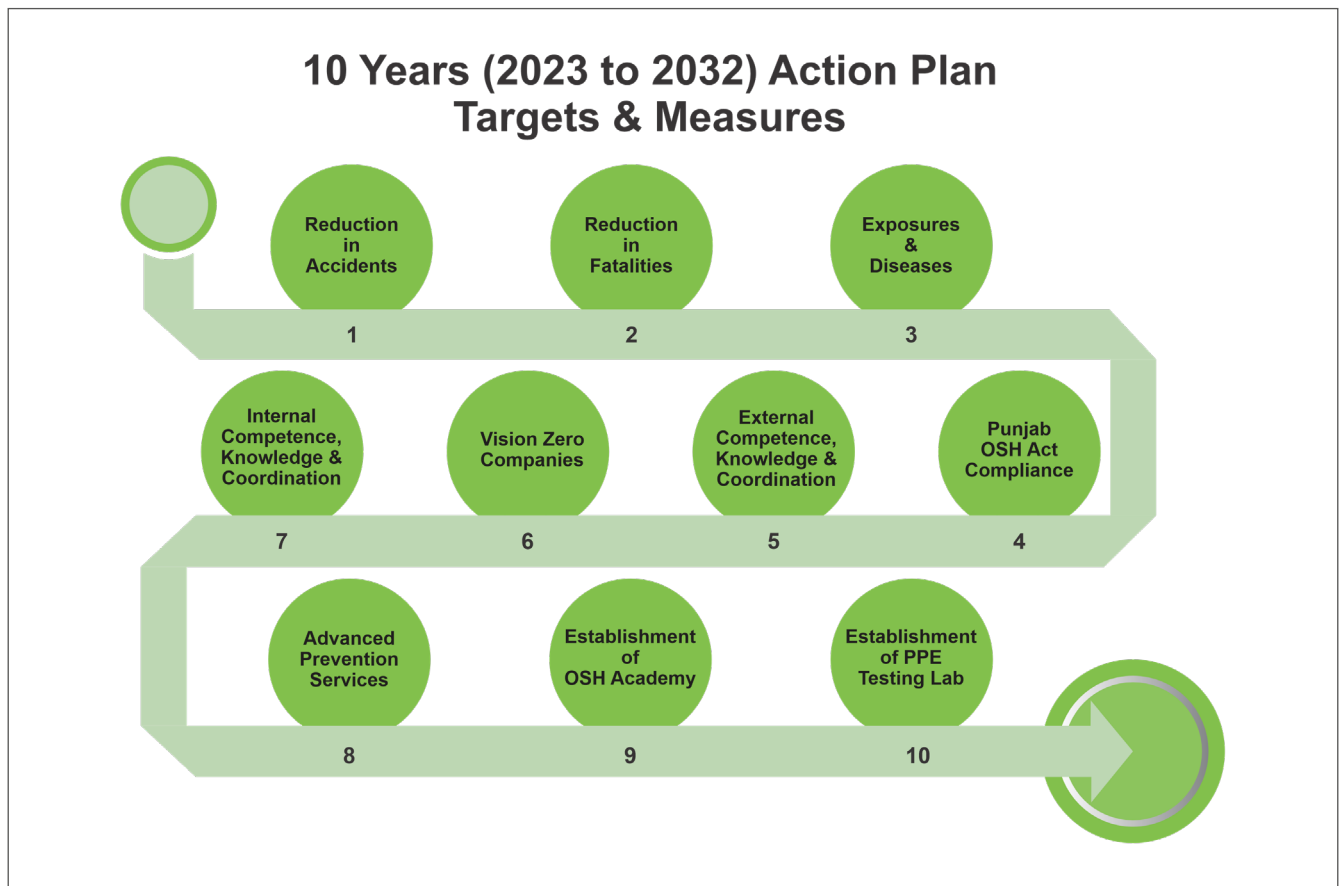 10 Years (2023 to 2032) Action Plan
Targets & Measures
Reduction
in
Accidents
1
Reduction
in
Fatalities
2
Exposures
&
Diseases
3
Punjab
OSH Act
Compliance
4
External
Competence,
Knowledge &
Coordination
5
Vision Zero
Companies
6
Internal
Competence,
Knowledge &
Coordination
7
Advanced
Prevention
Services
8
Establishment
of
OSH Academy
9
Establishment
of PPE
Testing Lab
10